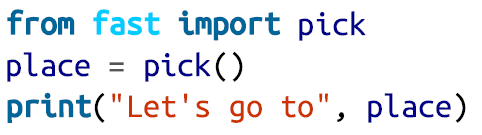 from fast import pick
place = pick()
print("Let's go to", place)